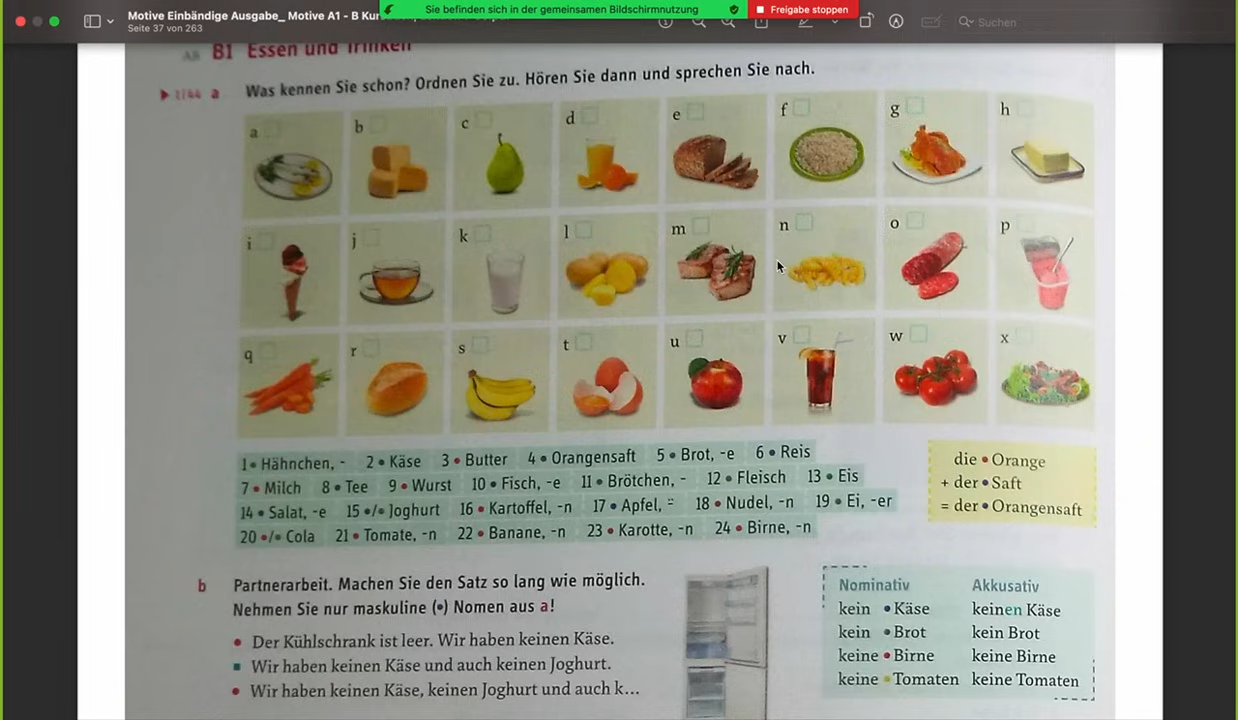 Motive Einbändige Ausgabe_ Motive A1 - B
Seite 37 von 263
Sie befinden sich in der gemeinsamen Bildschirmnutzung
Freigabe stoppen
Suchen
AB B1 Essen und Trinken
1/44 a Was kennen Sie schon? Ordnen Sie zu. Hören Sie dann und sprechen Sie nach.
a b c d e f g h
i j k l m n o p
q r s t u v w x
1 • Hähnchen, - 2 • Käse 3 • Butter 4 • Orangensaft 5 • Brot, -e 6 • Reis
7 • Milch 8 • Tee 9 • Wurst 10 • Fisch, -e 11 • Brötchen, - 12 • Fleisch 13 • Eis
14 • Salat, -e 15 •/• Joghurt 16 • Kartoffel, -n 17 • Apfel, ⸚ 18 • Nudel, -n 19 • Ei, -er
20 •/• Cola 21 • Tomate, -n 22 • Banane, -n 23 • Karotte, -n 24 • Birne, -n
die • Orange
+ der • Saft
= der • Orangensaft
b Partnerarbeit. Machen Sie den Satz so lang wie möglich.
Nehmen Sie nur maskuline (•) Nomen aus a!
• Der Kühlschrank ist leer. Wir haben keinen Käse.
▪ Wir haben keinen Käse und auch keinen Joghurt.
• Wir haben keinen Käse, keinen Joghurt und auch k...
Nominativ Akkusativ
kein • Käse keinen Käse
kein • Brot kein Brot
keine • Birne keine Birne
keine • Tomaten keine Tomaten